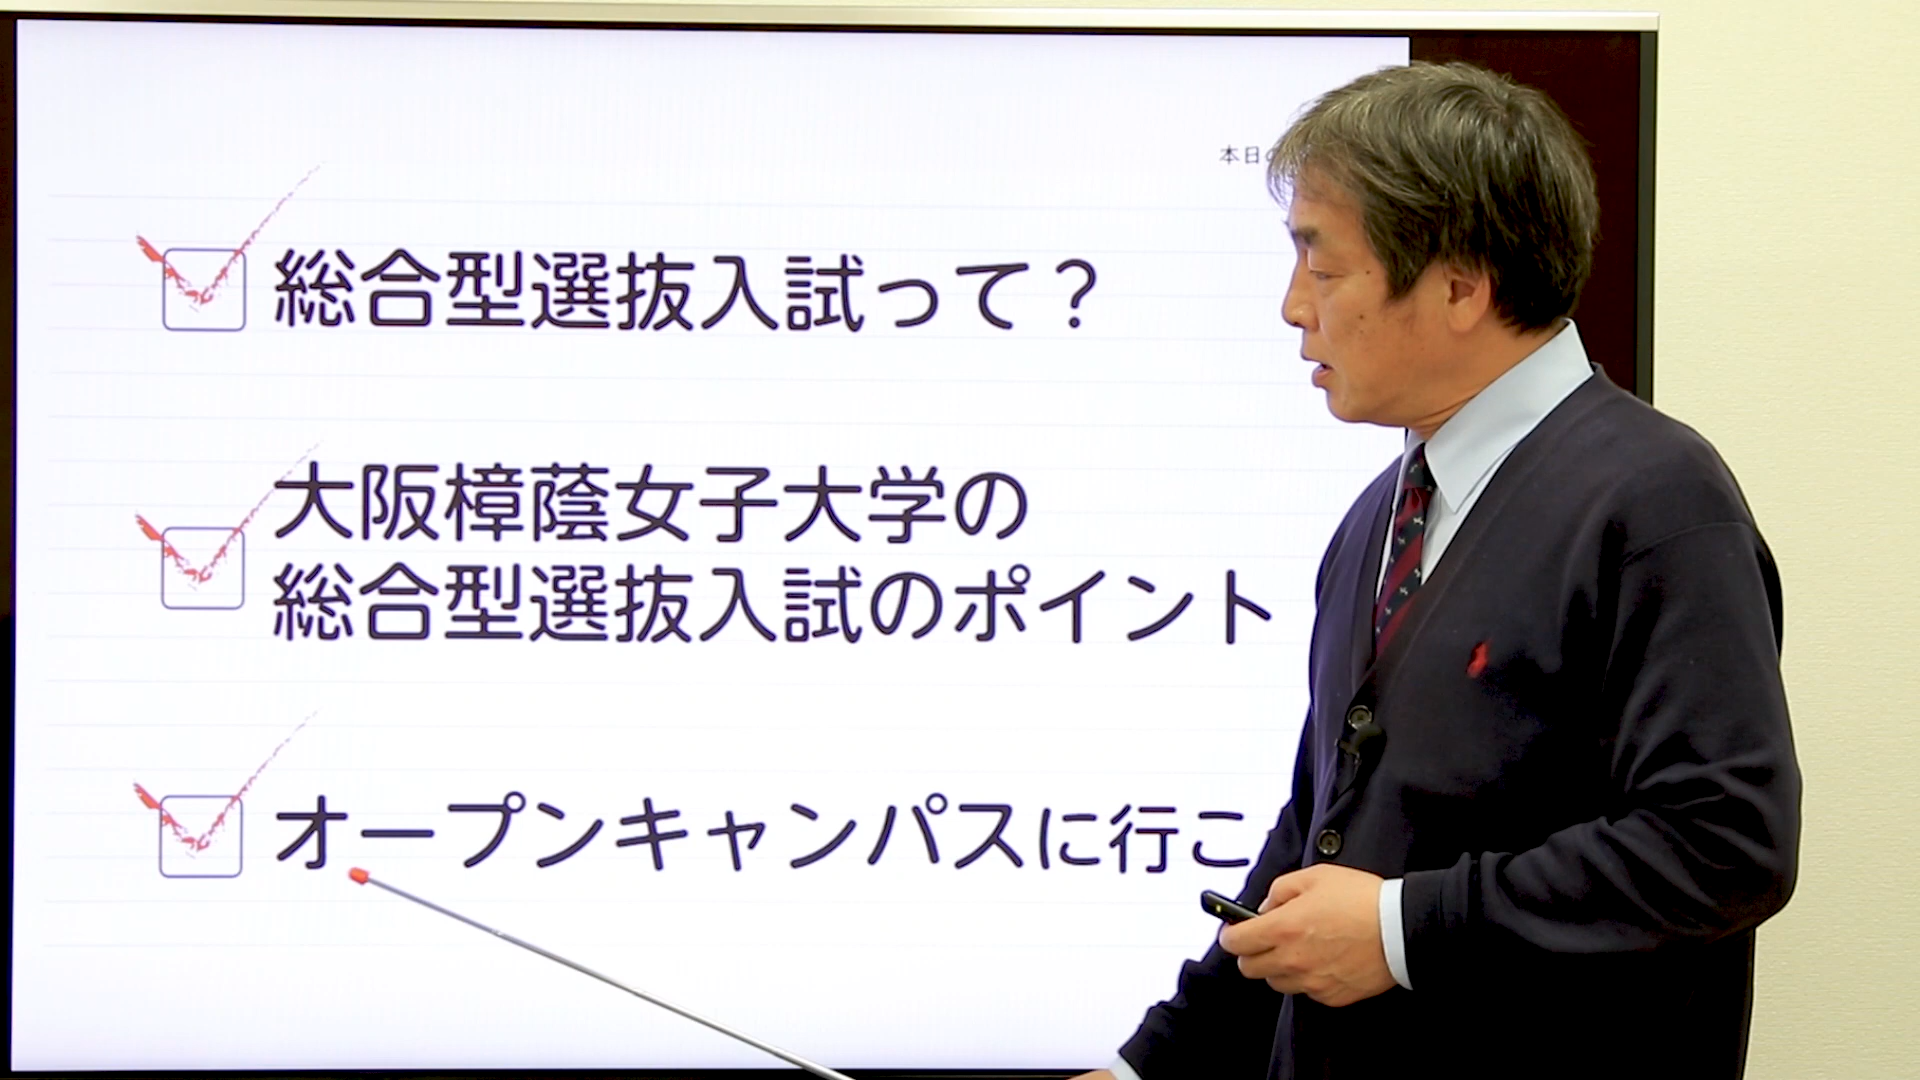 本日の
総合型選抜入試って？
大阪樟蔭女子大学の
総合型選抜入試のポイント
オープンキャンパスに行こ